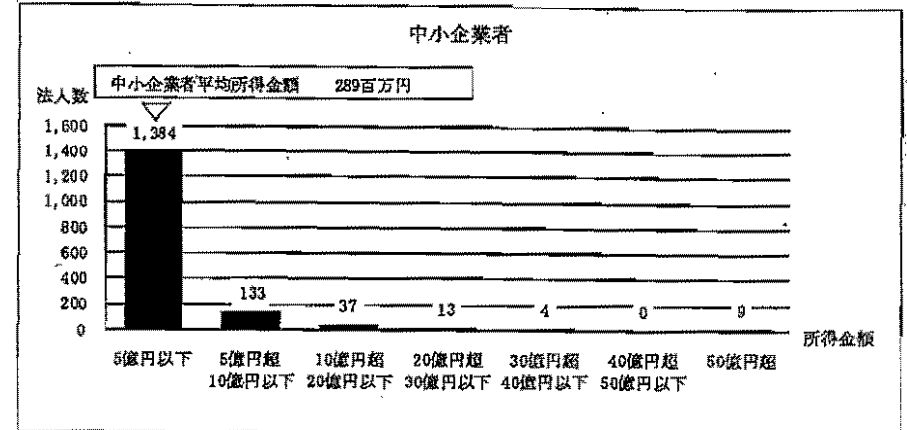 中小企業者
中小企業者平均所得金額 289百万円
法人数
1,600
1,400
1,200
1,000
800
600
400
200
0
1,384
133
37
13
4
0
9
所得金額
5億円以下
5億円超
10億円以下
10億円超
20億円以下
20億円超
30億円以下
30億円超
40億円以下
40億円超
50億円以下
50億円超